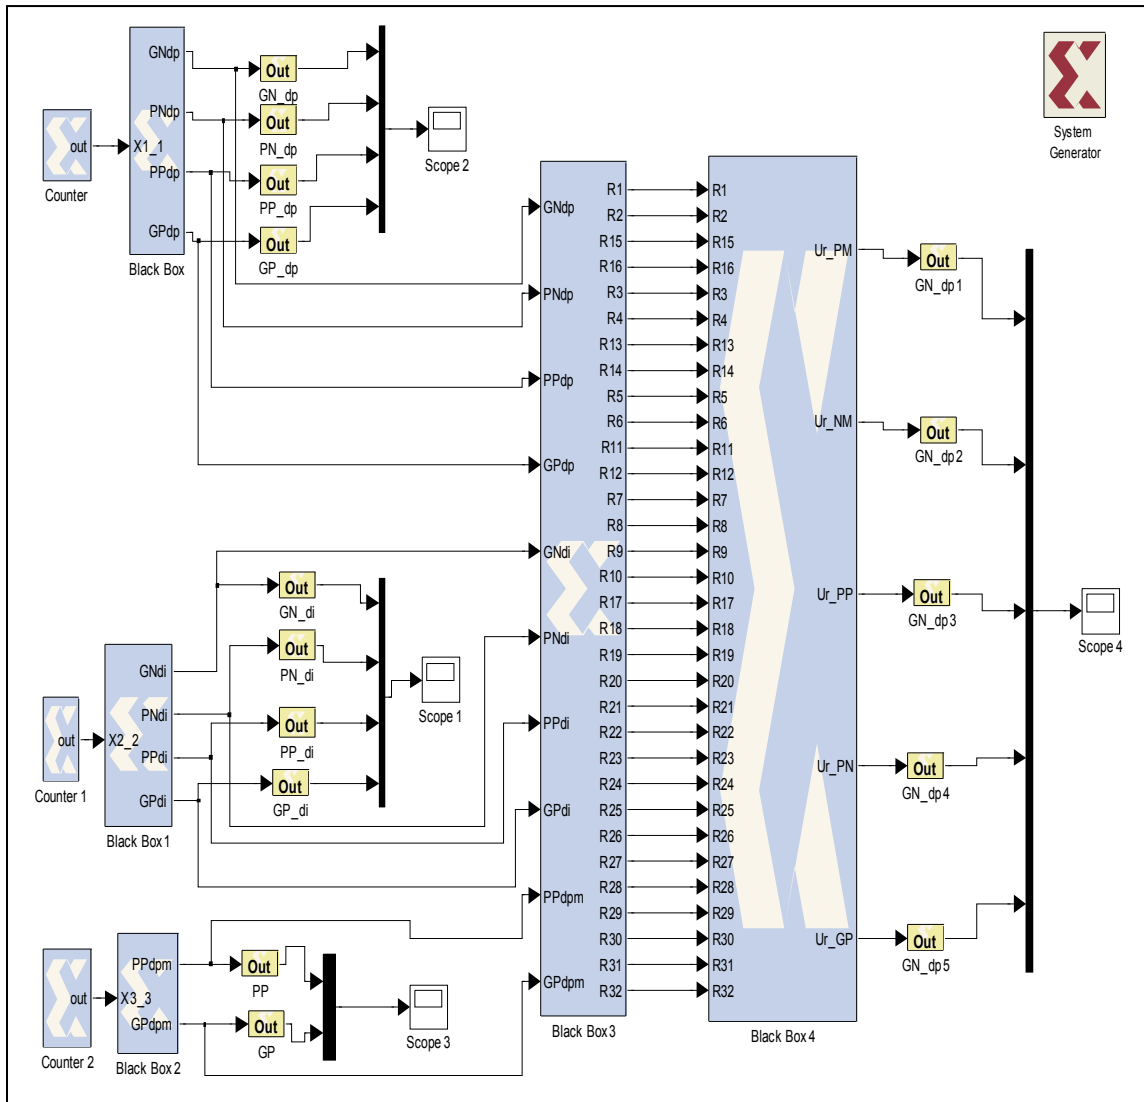 GNdp
PNdp
PPdp
GPdp
X1_1
out
Counter
Black Box
Out
GN_dp
Out
PN_dp
Out
PP_dp
Out
GP_dp
Scope 2
System
Generator
GNdp
PNdp
PPdp
GPdp
GNdi
PNdi
PPdi
GPdi
PPdpm
GPdpm
R1
R2
R15
R16
R3
R4
R13
R14
R5
R6
R11
R12
R7
R8
R9
R10
R17
R18
R19
R20
R21
R22
R23
R24
R25
R26
R27
R28
R29
R30
R31
R32
Black Box3
R1
R2
R15
R16
R3
R4
R13
R14
R5
R6
R11
R12
R7
R8
R9
R10
R17
R18
R19
R20
R21
R22
R23
R24
R25
R26
R27
R28
R29
R30
R31
R32
Ur_PM
Ur_NM
Ur_PP
Ur_PN
Ur_GP
Black Box 4
Out
GN_dp1
Out
GN_dp2
Out
GN_dp3
Out
GN_dp4
Out
GN_dp5
Scope 4
out
Counter 1
X2_2
GNdi
PNdi
PPdi
GPdi
Black Box1
Out
GN_di
Out
PN_di
Out
PP_di
Out
GP_di
Scope 1
out
Counter 2
X3_3
PPdpm
GPdpm
Black Box 2
Out
PP
Out
GP
Scope 3